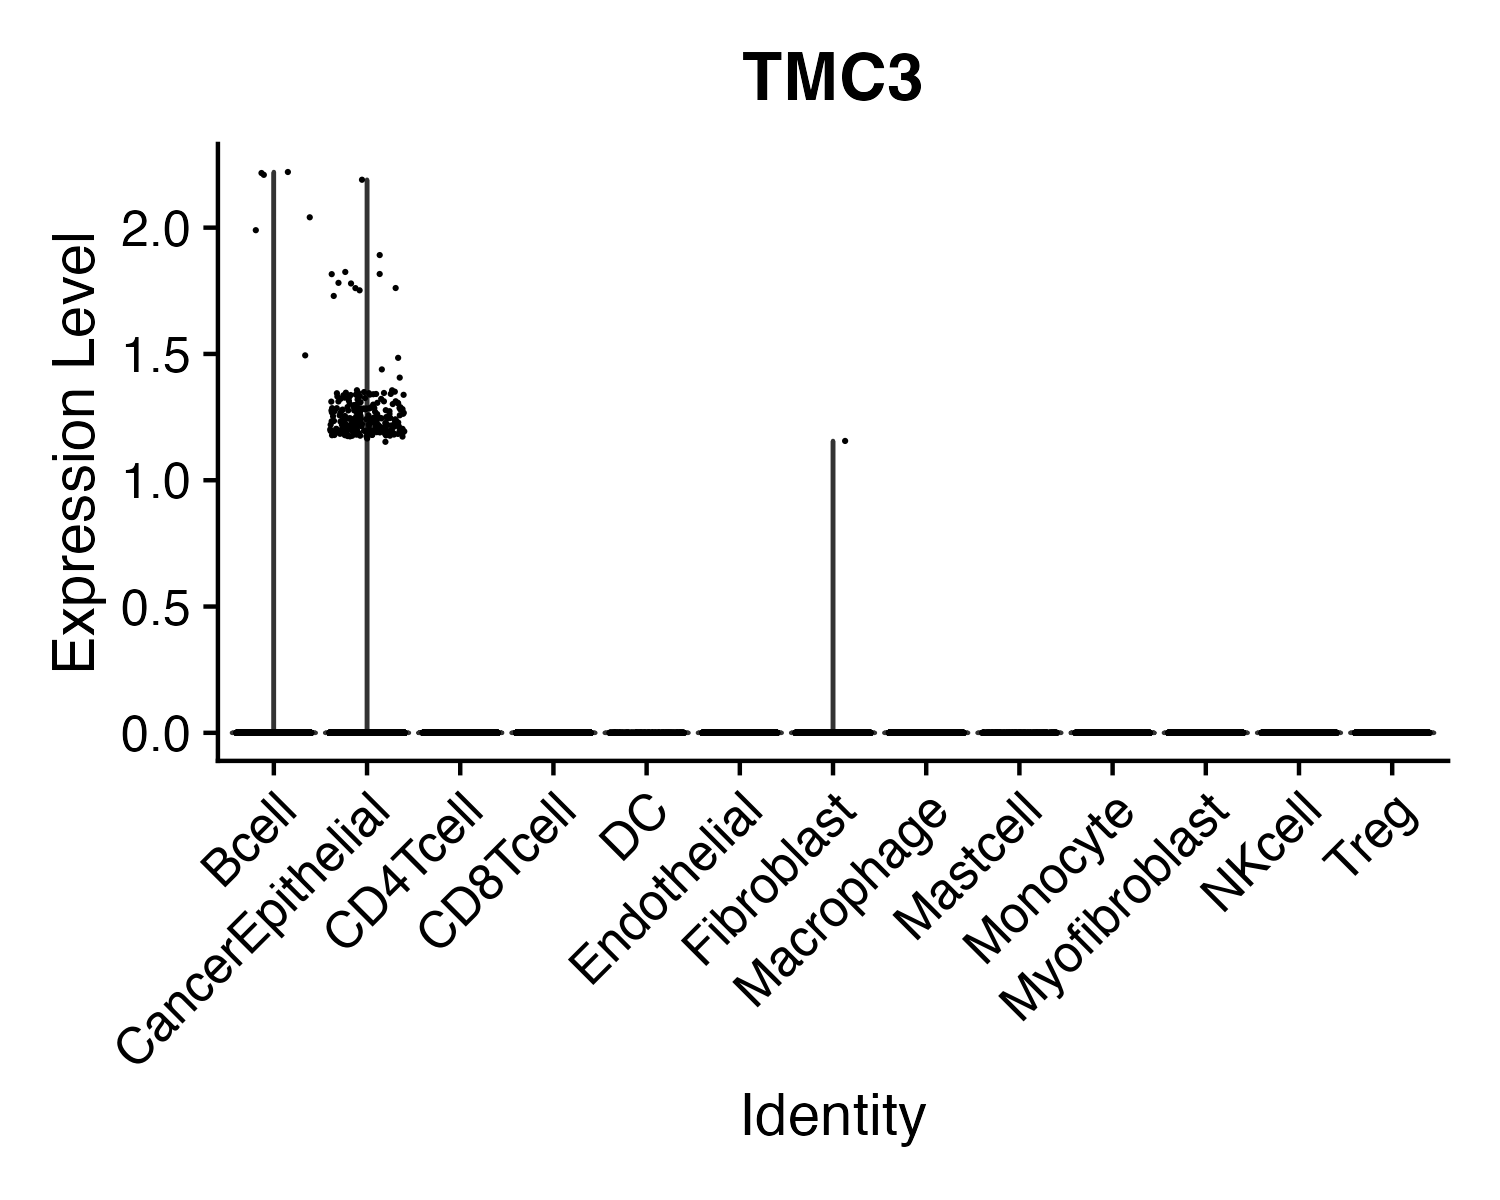 TMC3
Expression Level
2.0
1.5
1.0
0.5
0.0
Bcell
CancerEpithelial
CD4Tcell
CD8Tcell
DC
Endothelial
Fibroblast
Macrophage
Mastcell
Monocyte
Myofibroblast
NKcell
Treg
Identity